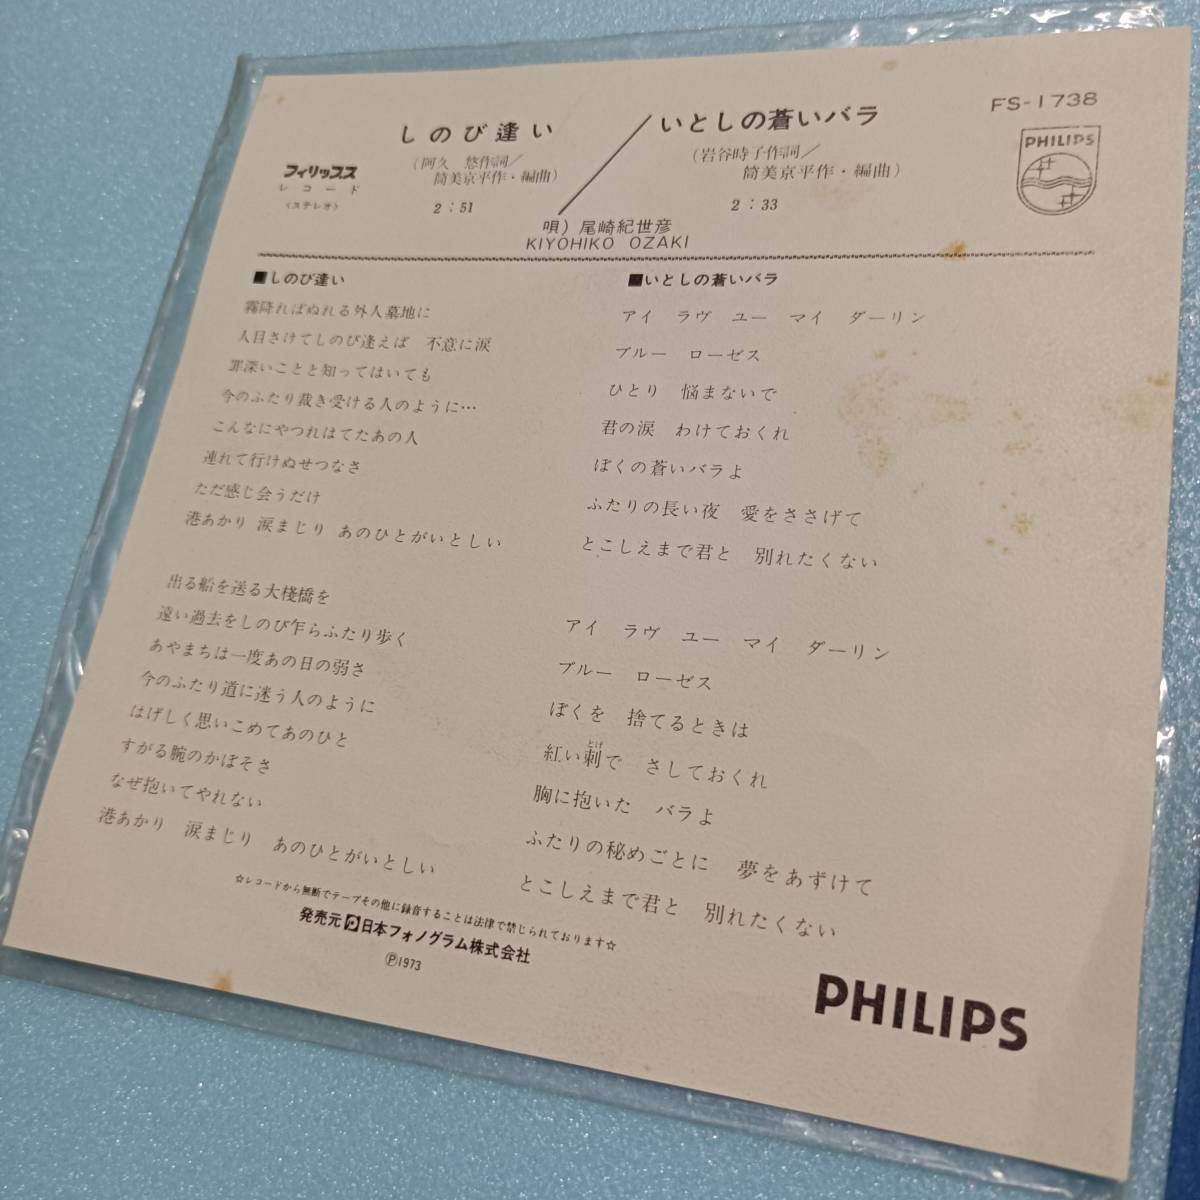 FS-1738
PHILIPS
フィリップス
レコード
〈ステレオ〉
しのび逢い
(阿久 悠作詞/
筒美京平作・編曲)
2:51
いとしの蒼いバラ
(岩谷時子作詞/
筒美京平作・編曲)
2:33
唄) 尾崎紀世彦
KIYOHIKO OZAKI
■しのび逢い
霧降ればぬれる外人墓地に
人目さけてしのび逢えば 不意に涙
罪深いことと知ってはいても
今のふたり裁き受ける人のように…
こんなにやつれはてたあの人
連れて行けぬせつなさ
ただ感じ会うだけ
港あかり 涙まじり あのひとがいとしい
出る船を送る大棧橋を
遠い過去をしのび乍らふたり歩く
あやまちは一度あの日の弱さ
今のふたり道に迷う人のように
はげしく思いこめてあのひと
すがる腕のかぼそさ
なぜ抱いてやれない
港あかり 涙まじり あのひとがいとしい
■いとしの蒼いバラ
アイ ラヴ ユー マイ ダーリン
ブルー ローゼス
ひとり 悩まないで
君の涙 わけておくれ
ぼくの蒼いバラよ
ふたりの長い夜 愛をささげて
とこしえまで君と 別れたくない
アイ ラヴ ユー マイ ダーリン
ブルー ローゼス
ぼくを 捨てるときは
紅い刺で さしておくれ
とげ
胸に抱いた バラよ
ふたりの秘めごとに 夢をあずけて
とこしえまで君と 別れたくない
☆レコードから無断でテープその他に録音することは法律で禁じられております☆
発売元 日本フォノグラム株式会社
Ⓟ1973
PHILIPS